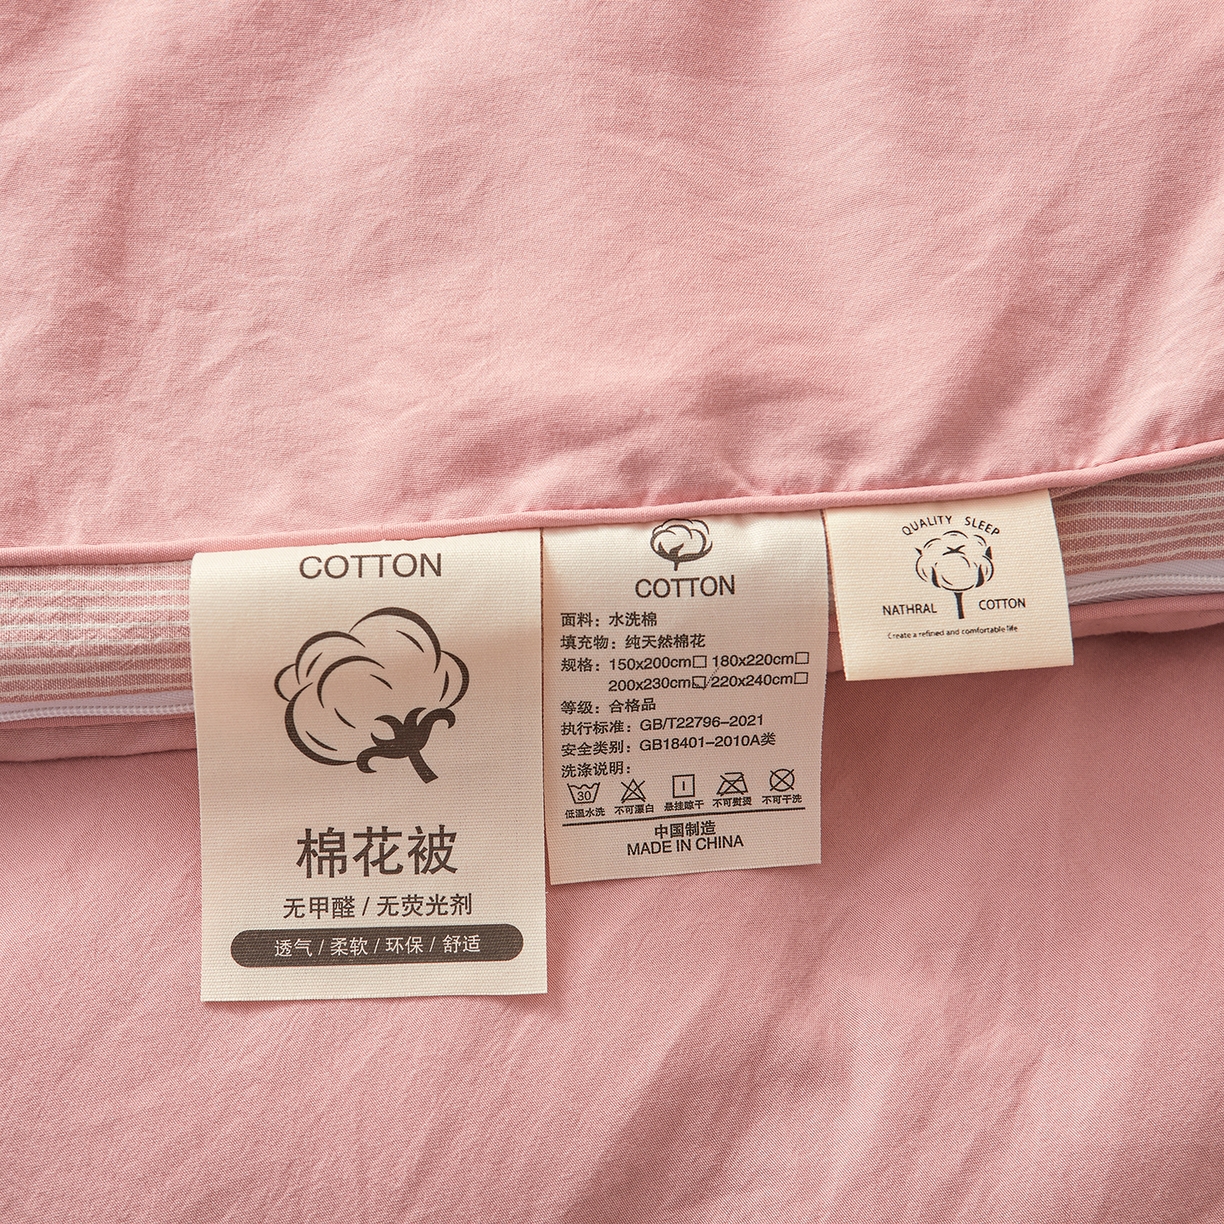 COTTON
棉花被
无甲醛 / 无荧光剂
透气 / 柔软 / 环保 / 舒适
COTTON
面料：水洗棉
填充物：纯天然棉花
规格：150x200cm☐ 180x220cm☐
200x230cm☑ 220x240cm☐
等级：合格品
执行标准：GB/T22796-2021
安全类别：GB18401-2010A类
洗涤说明：
30
低温水洗 不可漂白 悬挂晾干 不可熨烫 不可干洗
中国制造
MADE IN CHINA
QUALITY SLEEP
NATHRAL COTTON
Create a refined and comfortable life